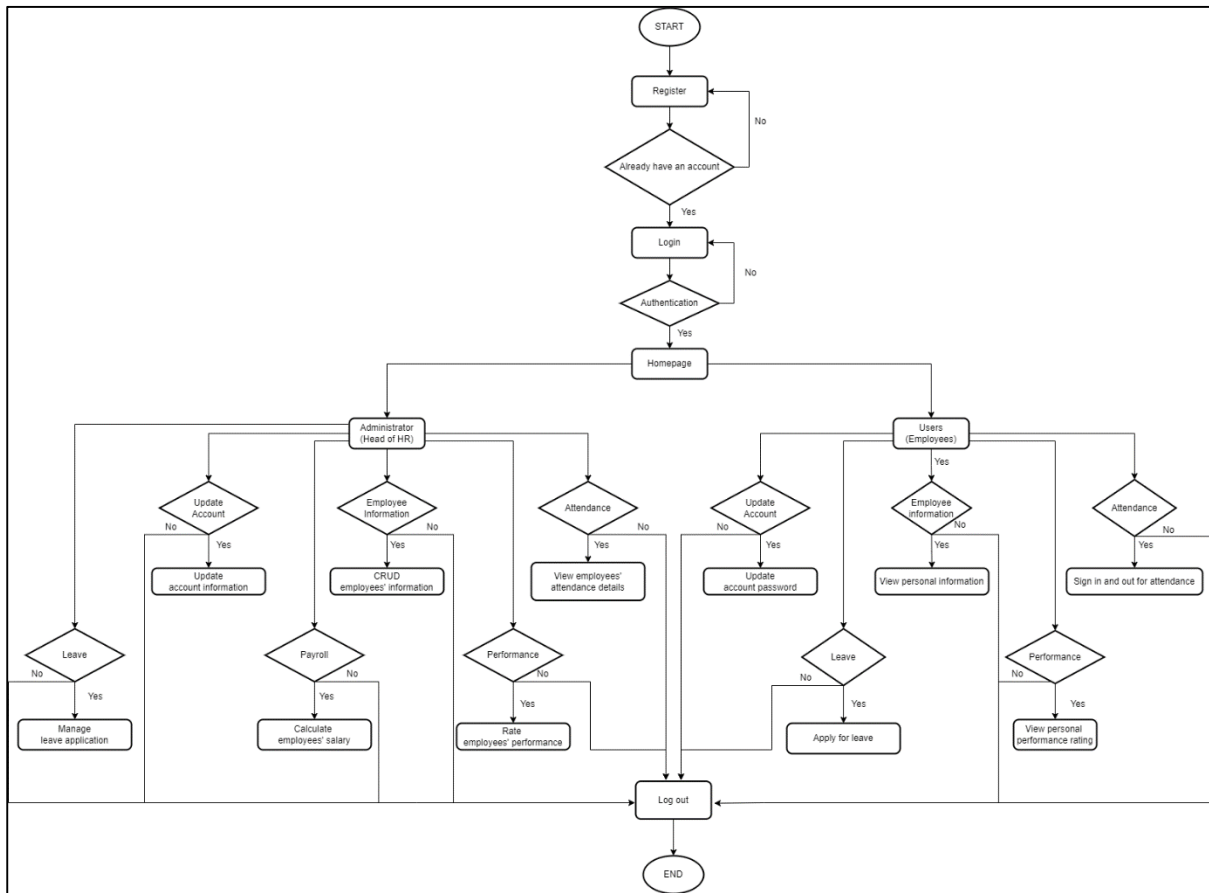 START
Register
No
Already have an account
Yes
Login
No
Authentication
Yes
Homepage
Administrator
(Head of HR)
Users
(Employees)
Yes
Update
Account
Employee
Information
Attendance
Update
Account
Employee
information
Attendance
No
No
No
No
No
No
Yes
Yes
Yes
Yes
Yes
Yes
Update
account information
CRUD
employees' information
View employees'
attendance details
Update
account password
View personal information
Sign in and out for attendance
Leave
Payroll
Performance
Leave
Performance
No
No
No
No
No
Yes
Yes
Yes
Yes
Yes
Manage
leave application
Calculate
employees' salary
Rate
employees' performance
Apply for leave
View personal
performance rating
Log out
END